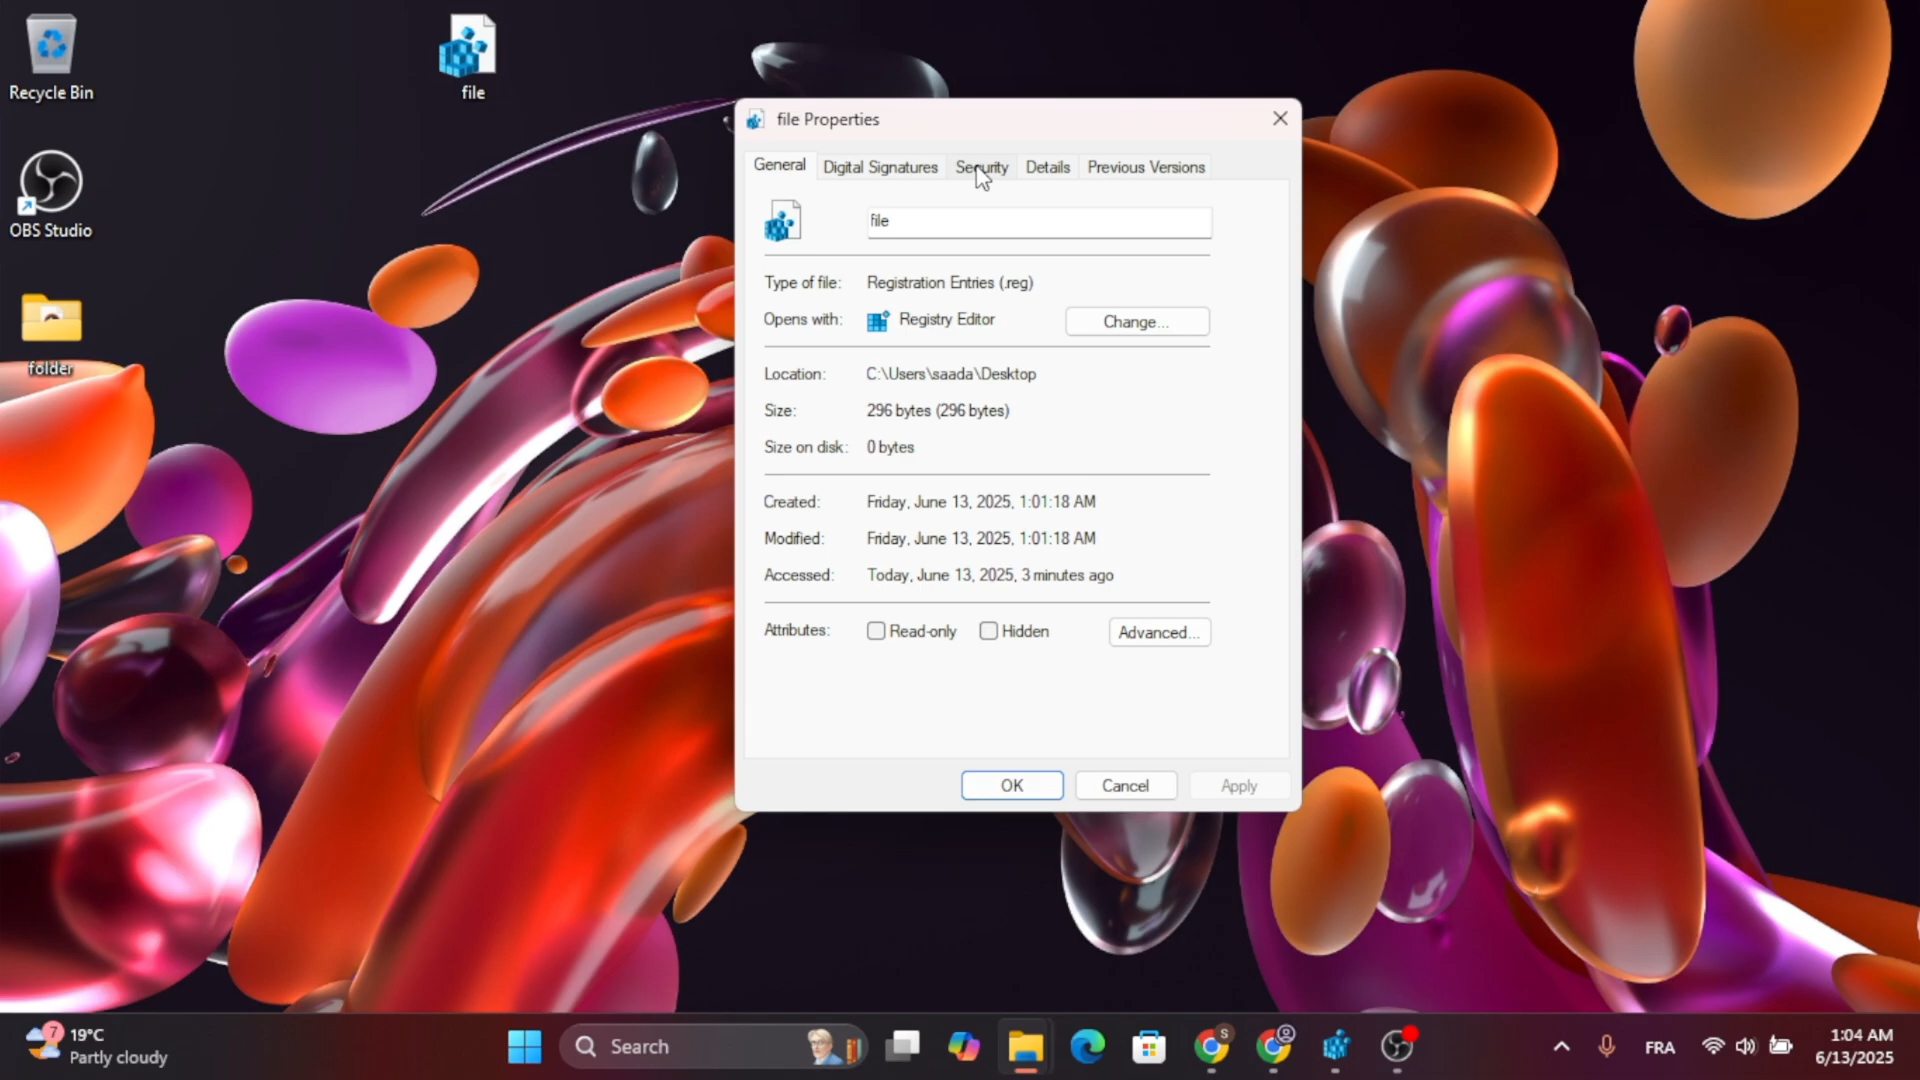 Recycle Bin
file
OBS Studio
folder
file Properties
General
Digital Signatures
Security
Details
Previous Versions
file
Type of file: Registration Entries (.reg)
Opens with: Registry Editor
Change...
Location: C:\Users\saada\Desktop
Size: 296 bytes (296 bytes)
Size on disk: 0 bytes
Created: Friday, June 13, 2025, 1:01:18 AM
Modified: Friday, June 13, 2025, 1:01:18 AM
Accessed: Today, June 13, 2025, 3 minutes ago
Attributes: Read-only Hidden Advanced...
OK
Cancel
Apply
7
19°C
Partly cloudy
Search
S
FRA
1:04 AM
6/13/2025